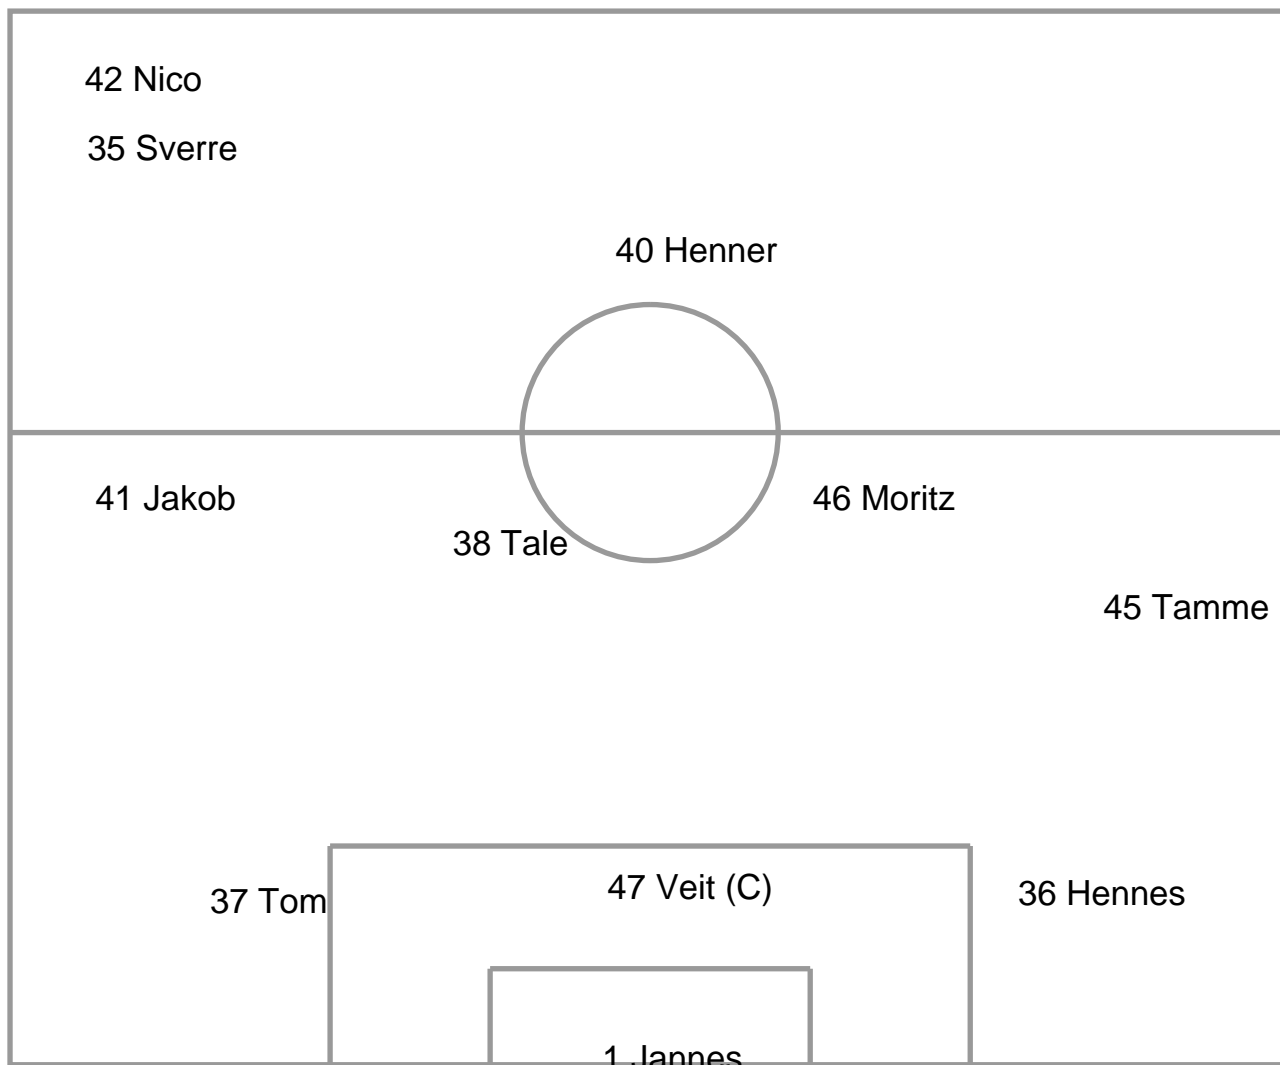 42 Nico
35 Sverre
40 Henner
41 Jakob
46 Moritz
38 Tale
45 Tamme
47 Veit (C)
36 Hennes
37 Tom
1 Jannes